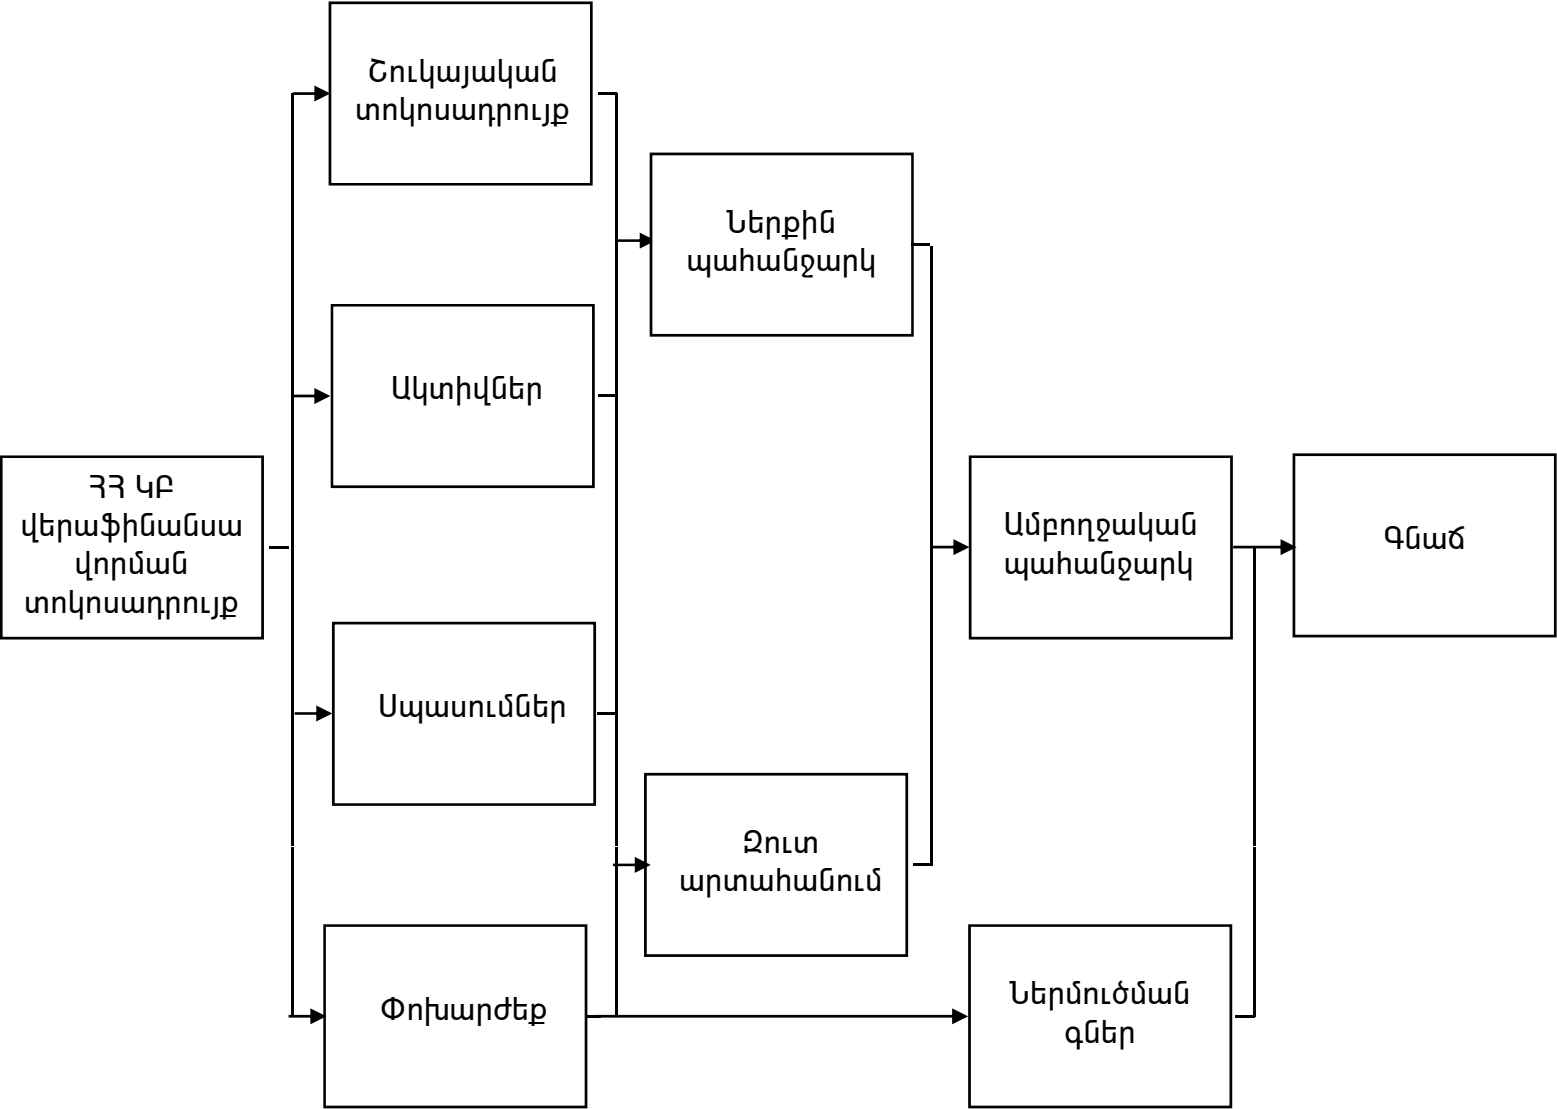 Շուկայական
տոկոսադրույք
Ներքին
պահանջարկ
Ակտիվներ
ՀՀ ԿԲ
վերաֆինանսա
վորման
տոկոսադրույք
Ամբողջական
պահանջարկ
Գնաճ
Սպասումներ
Զուտ
արտահանում
Փոխարժեք
Ներմուծման
գներ